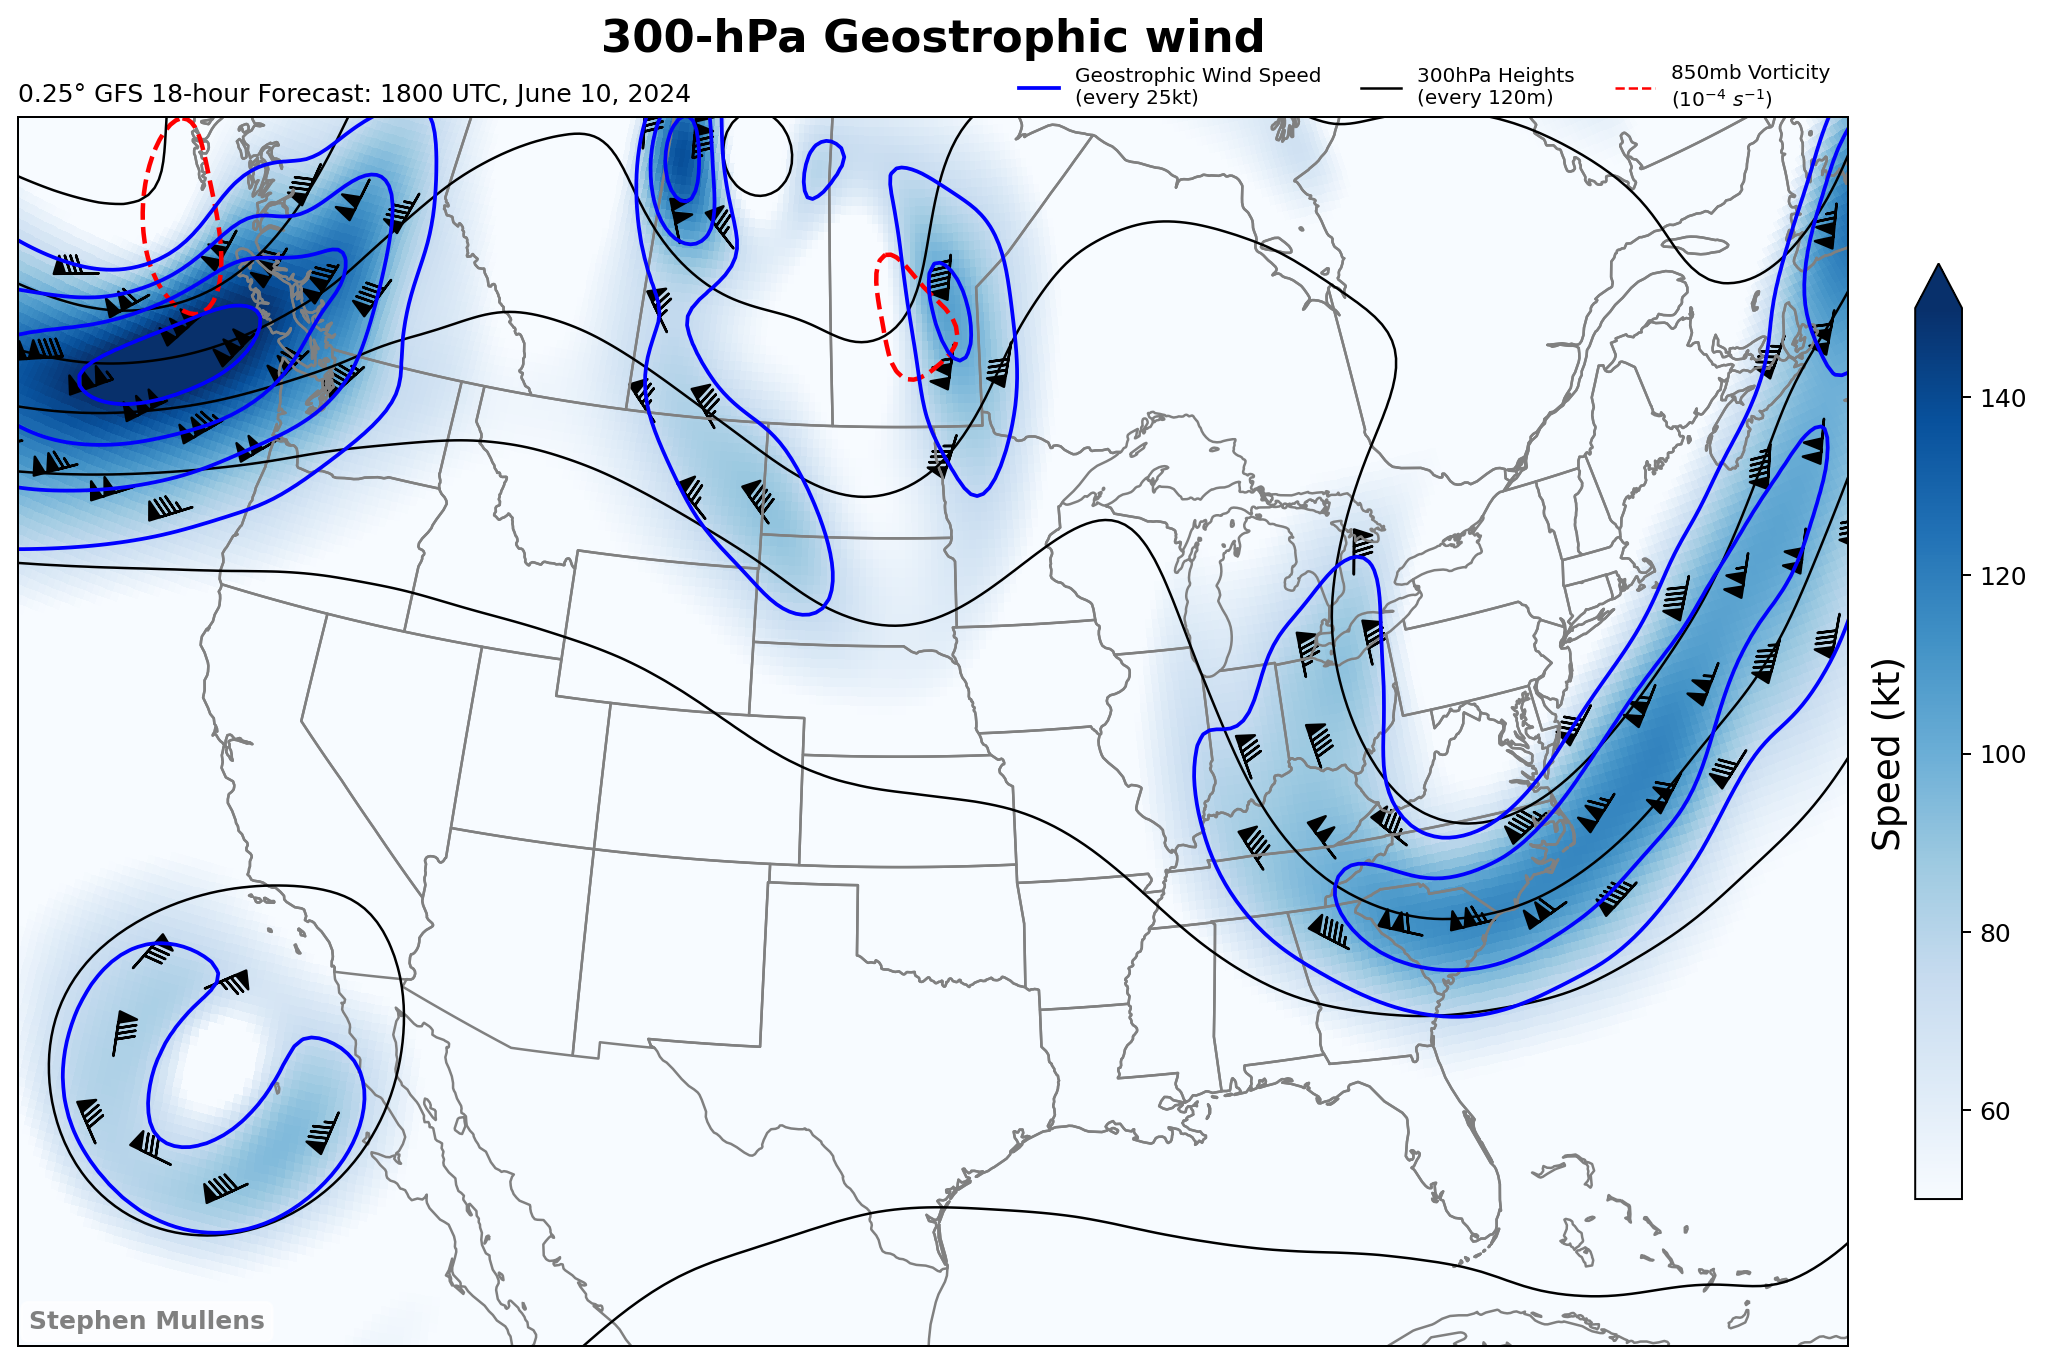 300-hPa Geostrophic wind
0.25° GFS 18-hour Forecast: 1800 UTC, June 10, 2024
Geostrophic Wind Speed
(every 25kt)
300hPa Heights
(every 120m)
850mb Vorticity
(10⁻⁴ s⁻¹)
140
120
100
80
60
Speed (kt)
Stephen Mullens